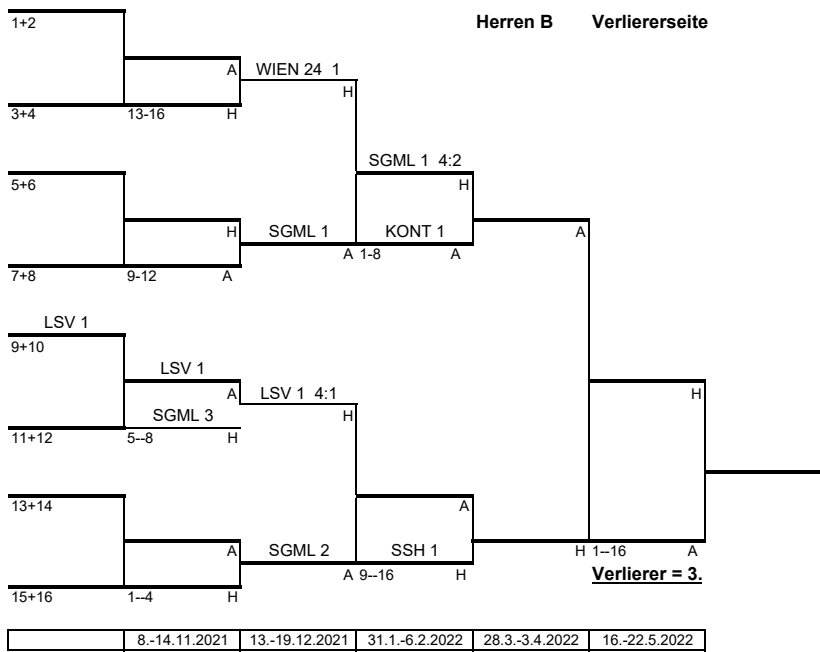 Herren B Verliererseite
1+2
A WIEN 24 1
H
3+4 13-16 H
SGML 1 4:2
5+6 H
H SGML 1 KONT 1 A
A 1-8 A
7+8 9-12 A
LSV 1
9+10
LSV 1
A LSV 1 4:1 H
SGML 3 H
11+12 5--8 H
13+14 A
A SGML 2 SSH 1 H 1--16 A
A 9--16 H
15+16 1--4 H
Verlierer = 3.
8.-14.11.2021 13.-19.12.2021 31.1.-6.2.2022 28.3.-3.4.2022 16.-22.5.2022